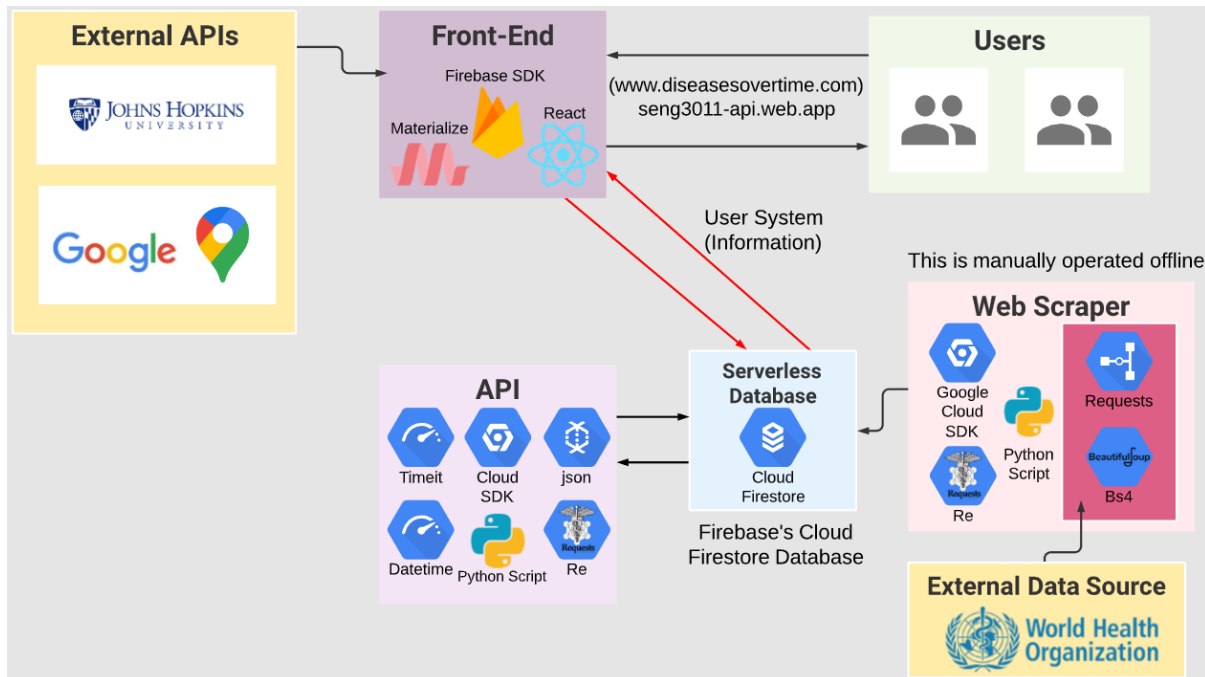 External APIs
JOHNS HOPKINS
UNIVERSITY
Google
Front-End
Firebase SDK
Materialize
React
(www.diseasesovertime.com)
seng3011-api.web.app
Users
User System
(Information)
This is manually operated offline
Web Scraper
Google
Cloud
SDK
Python
Script
Requests
Re
Requests
BeautifulSoup
Bs4
API
Timeit
Cloud
SDK
json
Datetime
Python Script
Requests
Re
Serverless
Database
Cloud
Firestore
Firebase's Cloud
Firestore Database
External Data Source
World Health
Organization